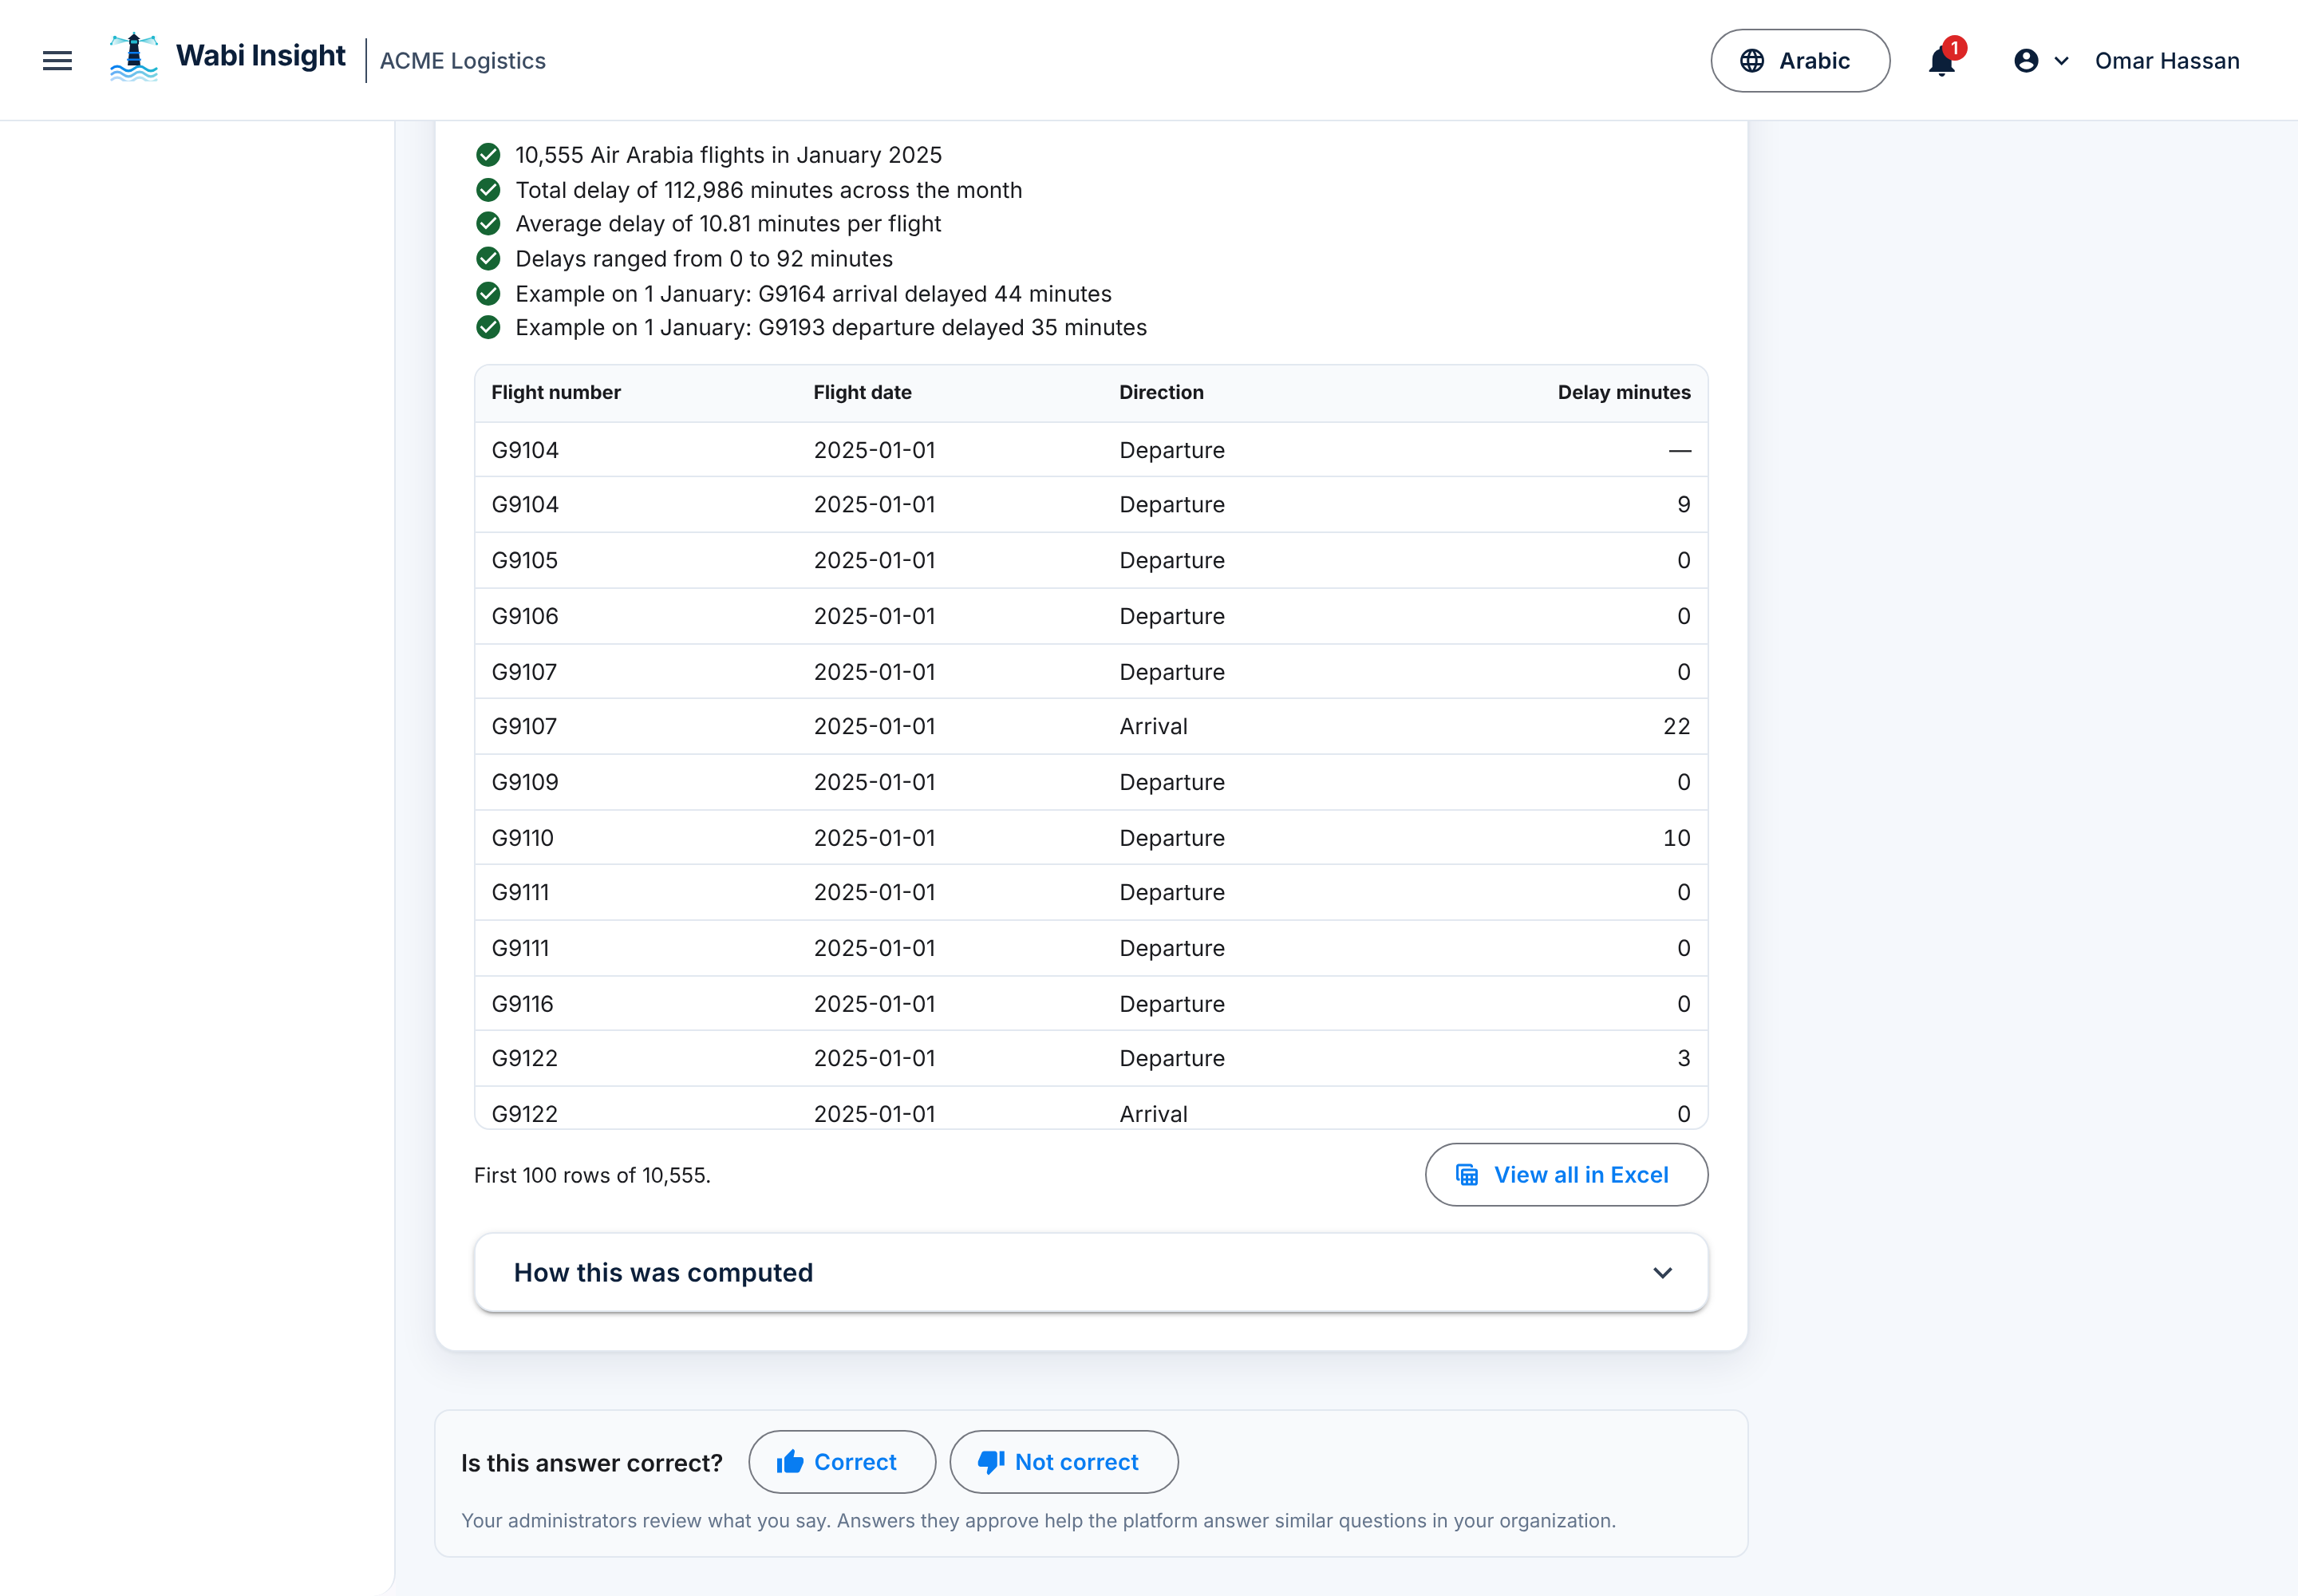 Wabi Insight
ACME Logistics
Arabic
1
Omar Hassan
10,555 Air Arabia flights in January 2025
Total delay of 112,986 minutes across the month
Average delay of 10.81 minutes per flight
Delays ranged from 0 to 92 minutes
Example on 1 January: G9164 arrival delayed 44 minutes
Example on 1 January: G9193 departure delayed 35 minutes
Flight number Flight date Direction Delay minutes
G9104 2025-01-01 Departure —
G9104 2025-01-01 Departure 9
G9105 2025-01-01 Departure 0
G9106 2025-01-01 Departure 0
G9107 2025-01-01 Departure 0
G9107 2025-01-01 Arrival 22
G9109 2025-01-01 Departure 0
G9110 2025-01-01 Departure 10
G9111 2025-01-01 Departure 0
G9111 2025-01-01 Departure 0
G9116 2025-01-01 Departure 0
G9122 2025-01-01 Departure 3
G9122 2025-01-01 Arrival 0
First 100 rows of 10,555.
View all in Excel
How this was computed
Is this answer correct?
Correct
Not correct
Your administrators review what you say. Answers they approve help the platform answer similar questions in your organization.